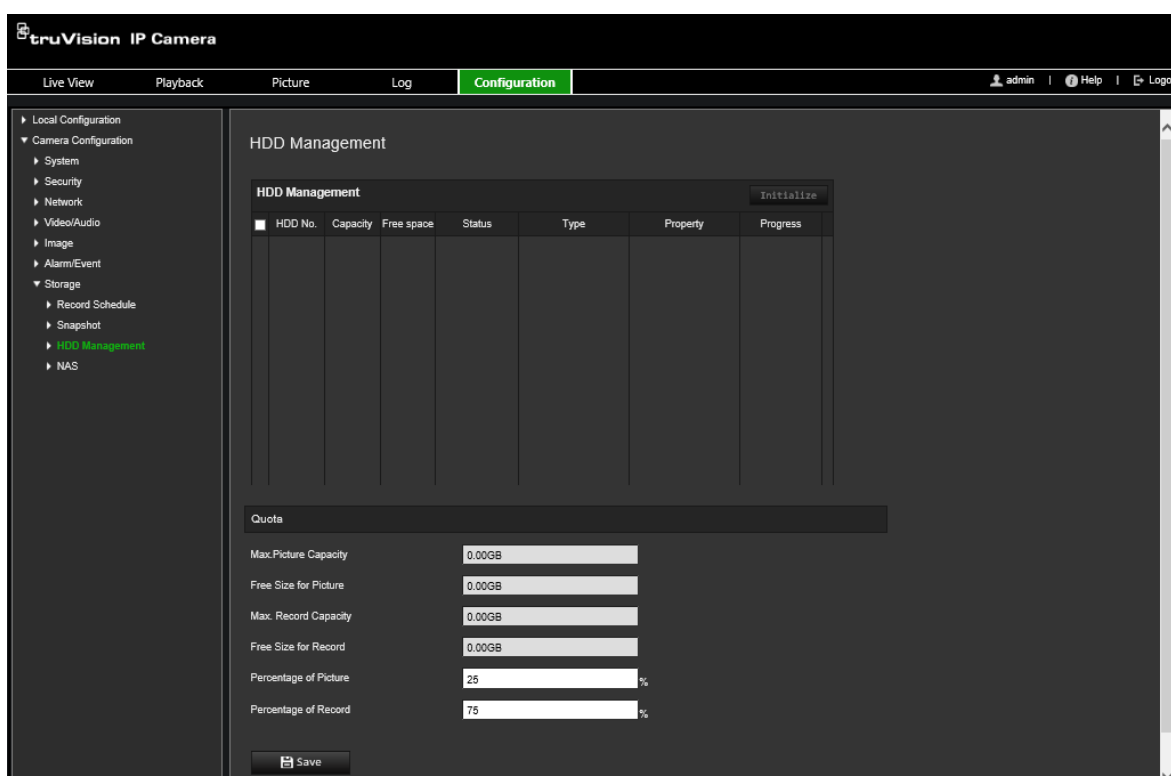 truVision IP Camera
Live View Playback Picture Log Configuration admin | Help | Logo
Local Configuration
Camera Configuration
System
Security
Network
Video/Audio
Image
Alarm/Event
Storage
Record Schedule
Snapshot
HDD Management
NAS
HDD Management
HDD Management Initialize
HDD No. Capacity Free space Status Type Property Progress
Quota
Max.Picture Capacity 0.00GB
Free Size for Picture 0.00GB
Max. Record Capacity 0.00GB
Free Size for Record 0.00GB
Percentage of Picture 25 %
Percentage of Record 75 %
Save